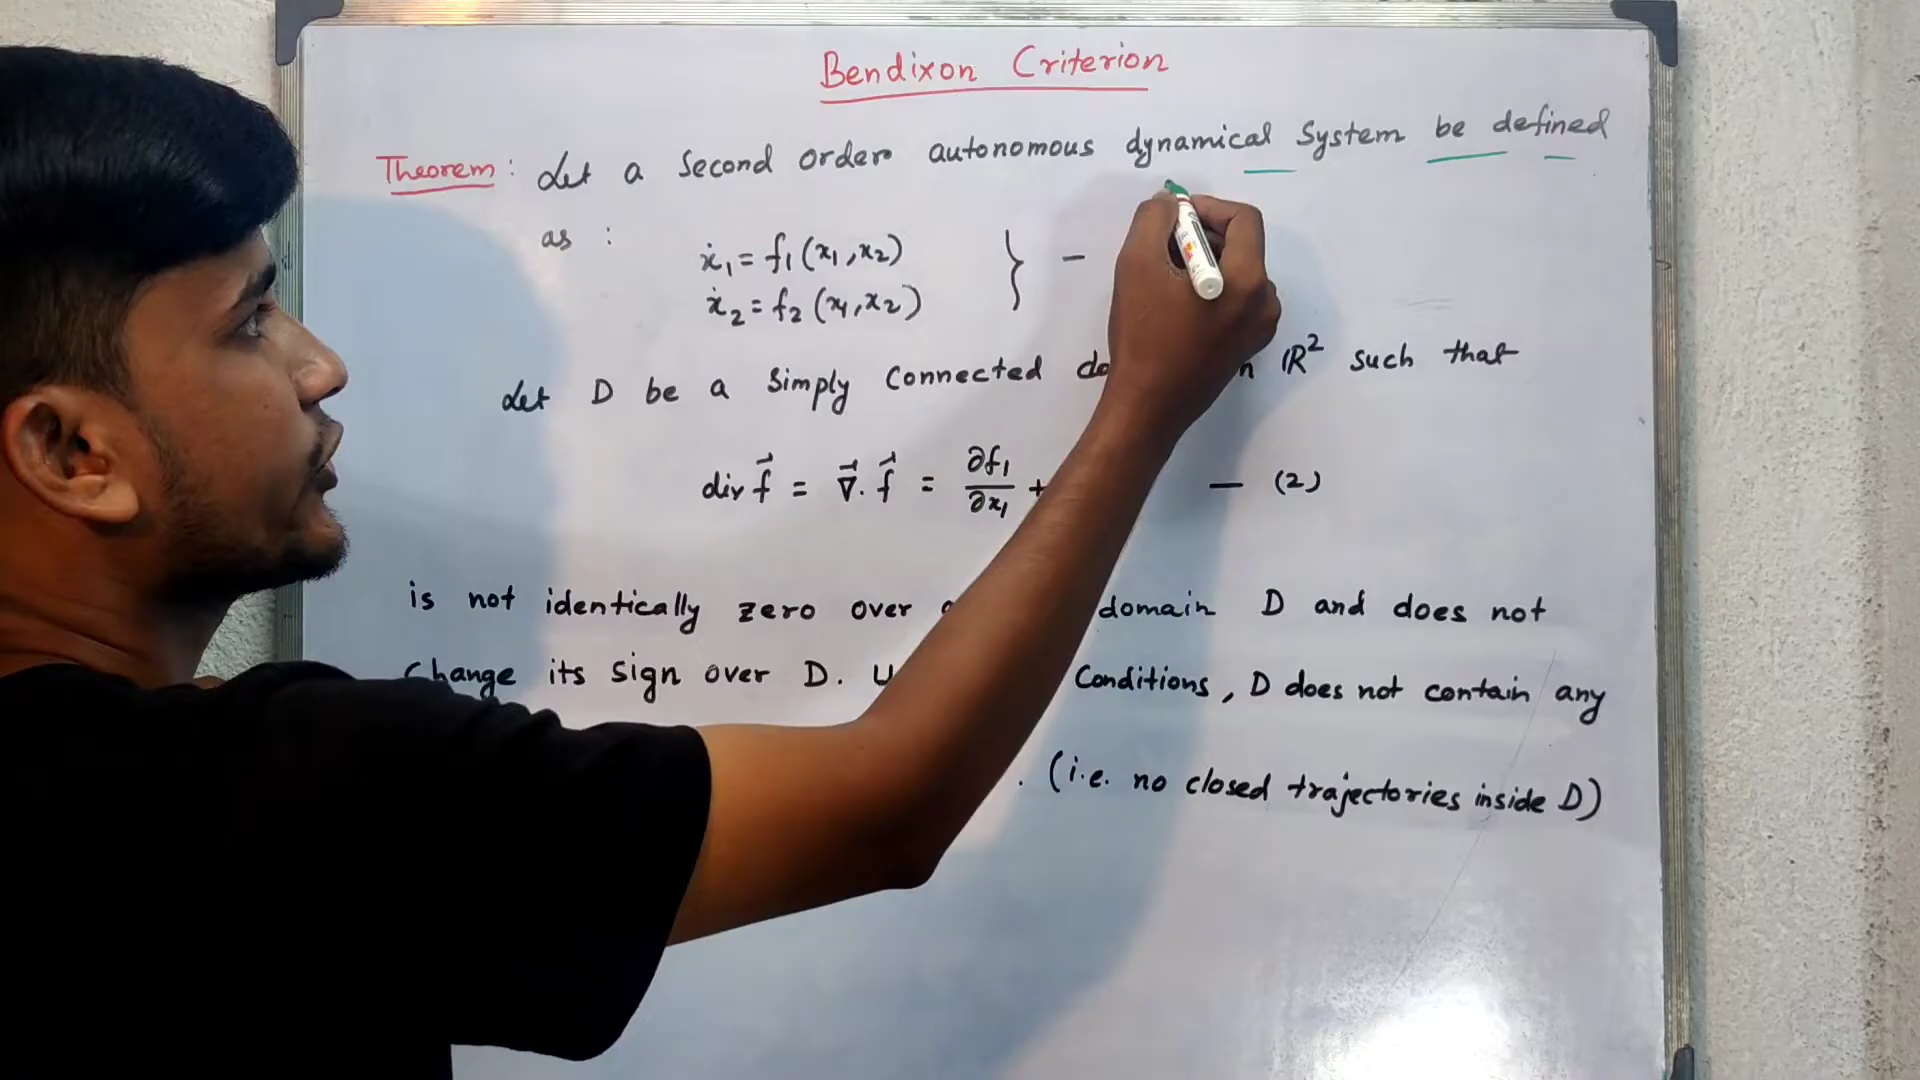 Bendixon Criterion
Theorem : Let a Second order autonomous dynamical System be defined
as :
ẋ₁ = f₁ (x₁, x₂) } –
ẋ₂ = f₂ (x₁, x₂)
Let D be a Simply Connected IR² such that
div f⃗ = ∇⃗ . f⃗ = ∂f₁/∂x₁ + — (2)
is not identically zero over domain D and does not
change its sign over D. Conditions, D does not contain any
. (i.e. no closed trajectories inside D)